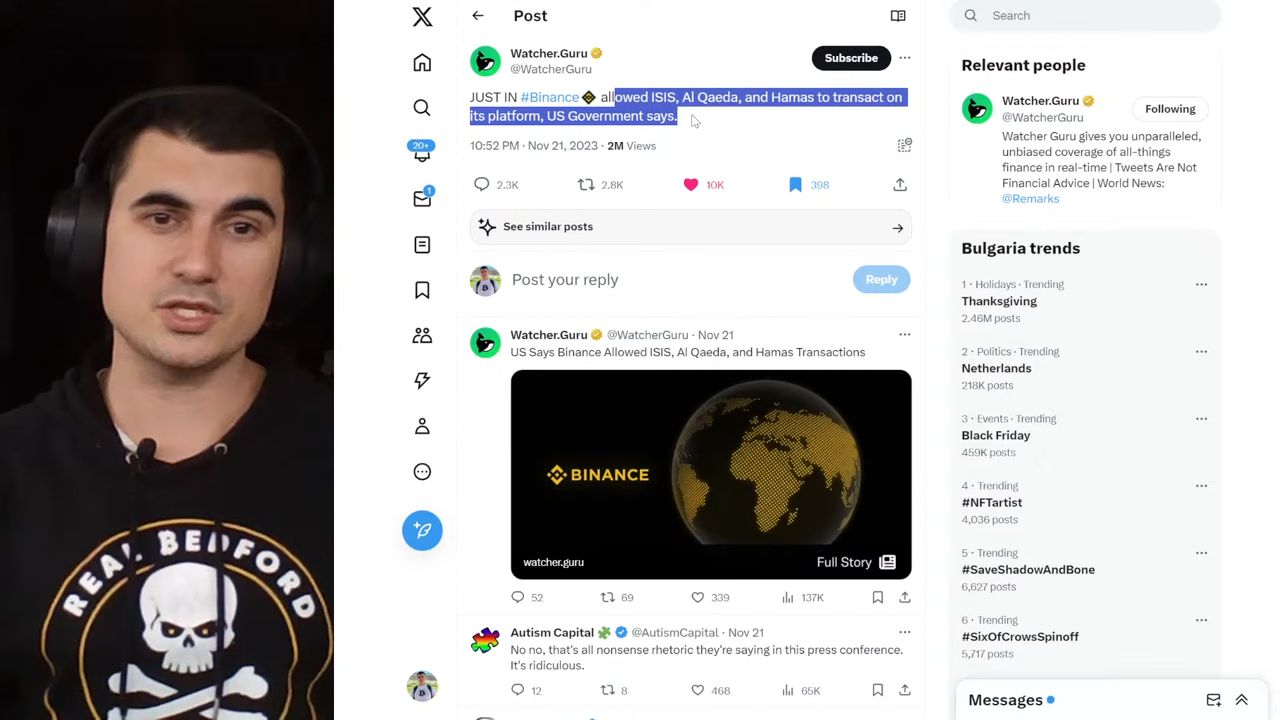 Post
Search
Watcher.Guru
@WatcherGuru
Subscribe
JUST IN #Binance allowed ISIS, Al Qaeda, and Hamas to transact on
its platform, US Government says.
10:52 PM · Nov 21, 2023 · 2M Views
2.3K
2.8K
10K
398
See similar posts
Post your reply
Reply
Watcher.Guru @WatcherGuru · Nov 21
US Says Binance Allowed ISIS, Al Qaeda, and Hamas Transactions
BINANCE
watcher.guru
Full Story
52
69
339
137K
Autism Capital @AutismCapital · Nov 21
No no, that's all nonsense rhetoric they're saying in this press conference.
It's ridiculous.
12
8
468
65K
20+
1
Relevant people
Watcher.Guru
@WatcherGuru
Following
Watcher Guru gives you unparalleled,
unbiased coverage of all-things
finance in real-time | Tweets Are Not
Financial Advice | World News:
@Remarks
Bulgaria trends
1 · Holidays · Trending
Thanksgiving
2.46M posts
2 · Politics · Trending
Netherlands
218K posts
3 · Events · Trending
Black Friday
459K posts
4 · Trending
#NFTartist
4,036 posts
5 · Trending
#SaveShadowAndBone
6,627 posts
6 · Trending
#SixOfCrowsSpinoff
5,717 posts
Messages
REAL BEDFORD